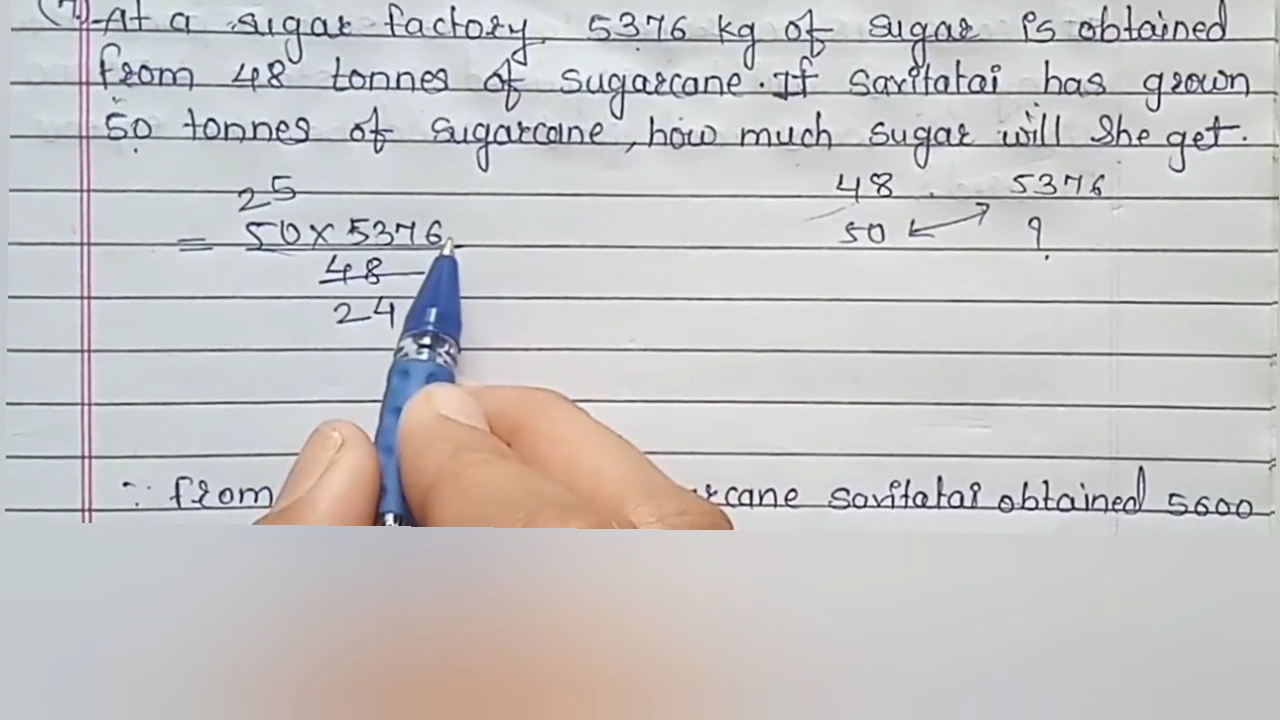 At a sugar factory 5376 kg of sugar is obtained
from 48 tonnes of sugarcane. If Savitatai has grown
50 tonnes of sugarcane, how much sugar will she get.
25
48 5376
= 50 x 5376
50 ?
48
24
∴ from savitatai obtained 5600